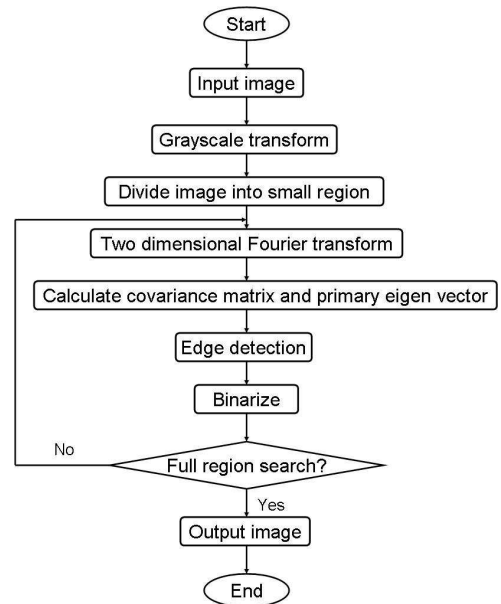 Start
Input image
Grayscale transform
Divide image into small region
Two dimensional Fourier transform
Calculate covariance matrix and primary eigen vector
Edge detection
Binarize
No
Full region search?
Yes
Output image
End